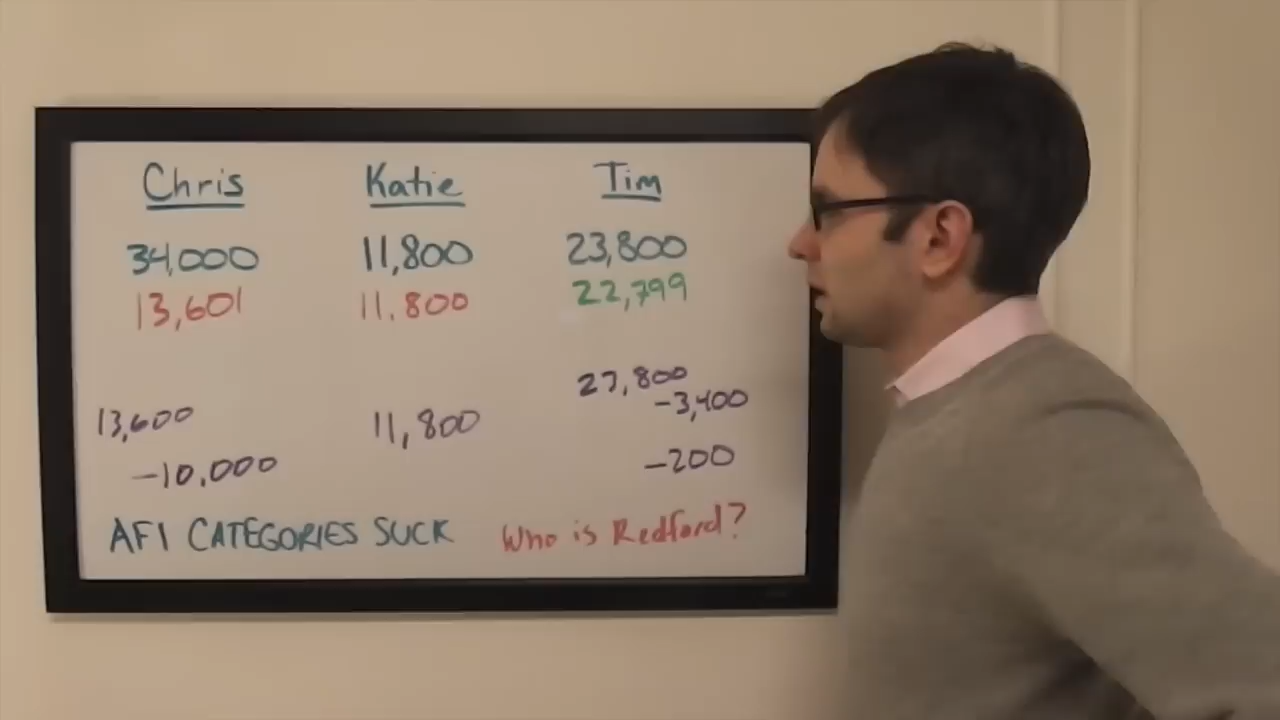 Chris Katie Tim
34,000 11,800 23,800
13,601 11.800 22,799
27,800
-3,400
13,600 11,800
-10,000 -200
AFI CATEGORIES SUCK Who is Redford?